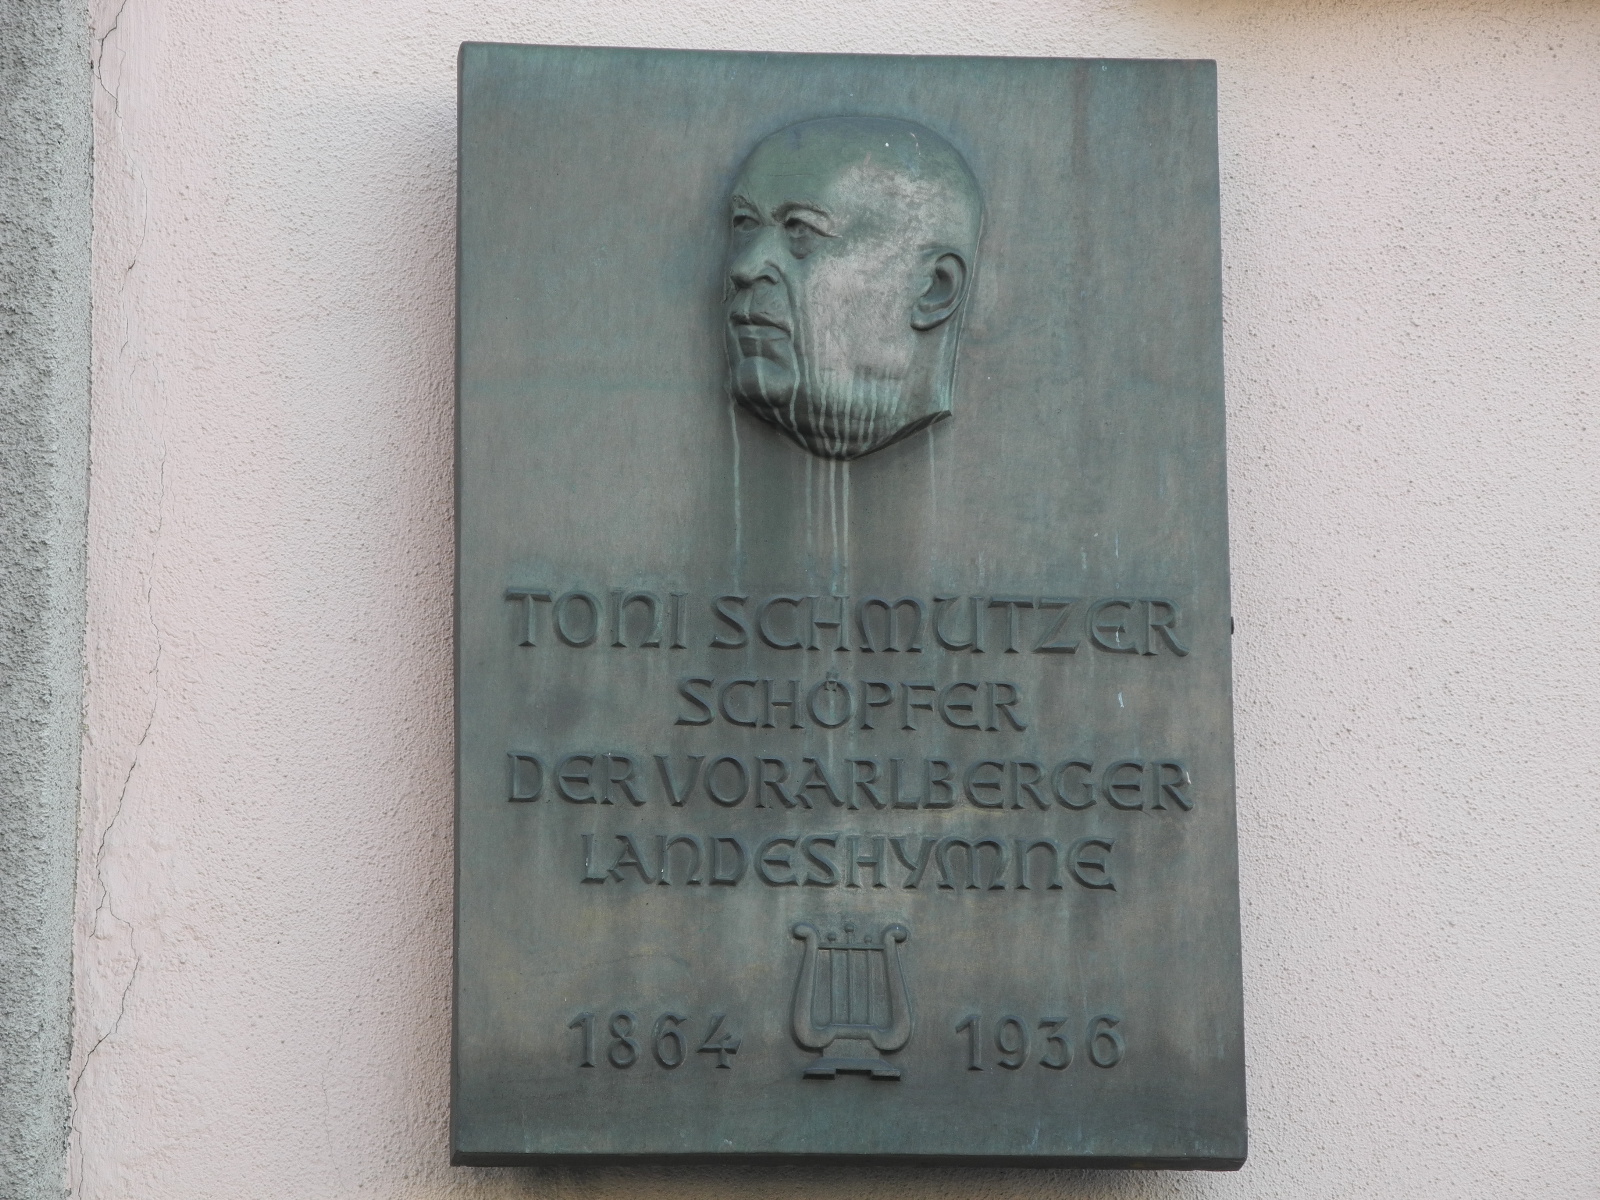 TONI SCHMUTZER
SCHÖPFER
DER VORARLBERGER
LANDESHYMNE
1864 1936